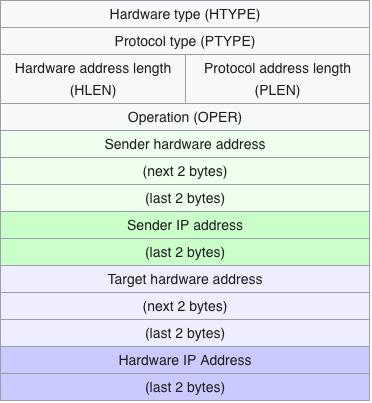 Hardware type (HTYPE)
Protocol type (PTYPE)
Hardware address length
(HLEN)
Protocol address length
(PLEN)
Operation (OPER)
Sender hardware address
(next 2 bytes)
(last 2 bytes)
Sender IP address
(last 2 bytes)
Target hardware address
(next 2 bytes)
(last 2 bytes)
Hardware IP Address
(last 2 bytes)